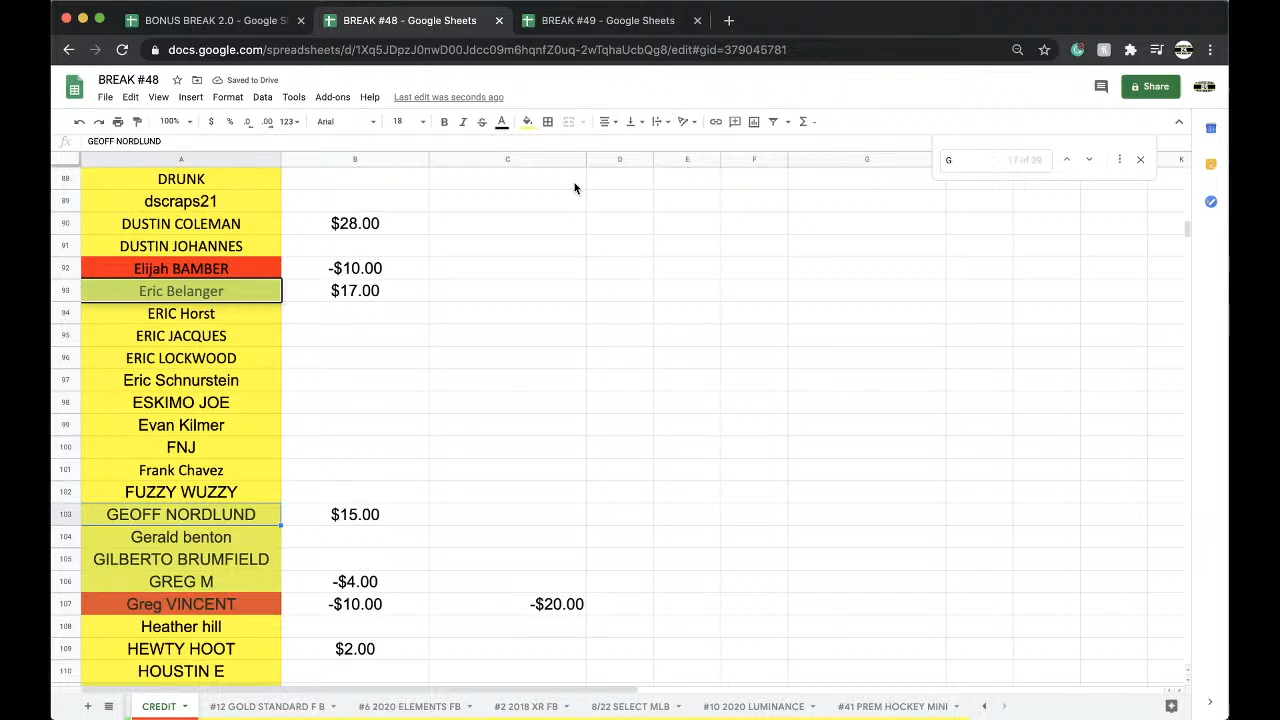 BONUS BREAK 2.0 - Google S
BREAK #48 - Google Sheets
BREAK #49 - Google Sheets
docs.google.com/spreadsheets/d/1Xq5JDpzJ0nwD00Jdcc09m6hqnfZ0uq-2wTqhaUcbQg8/edit#gid=379045781
BREAK #48
Saved to Drive
File Edit View Insert Format Data Tools Add-ons Help Last edit was seconds ago
Share
100% $ % .0 .00 123 Arial 18 B I S A
fx GEOFF NORDLUND
G 17 of 39
A B C D E F G K
88 DRUNK
89 dscraps21
90 DUSTIN COLEMAN $28.00
91 DUSTIN JOHANNES
92 Elijah BAMBER -$10.00
93 Eric Belanger $17.00
94 ERIC Horst
95 ERIC JACQUES
96 ERIC LOCKWOOD
97 Eric Schnurstein
98 ESKIMO JOE
99 Evan Kilmer
100 FNJ
101 Frank Chavez
102 FUZZY WUZZY
103 GEOFF NORDLUND $15.00
104 Gerald benton
105 GILBERTO BRUMFIELD
106 GREG M -$4.00
107 Greg VINCENT -$10.00 -$20.00
108 Heather hill
109 HEWTY HOOT $2.00
110 HOUSTIN E
CREDIT #12 GOLD STANDARD F B #6 2020 ELEMENTS FB #2 2018 XR FB 8/22 SELECT MLB #10 2020 LUMINANCE #41 PREM HOCKEY MINI